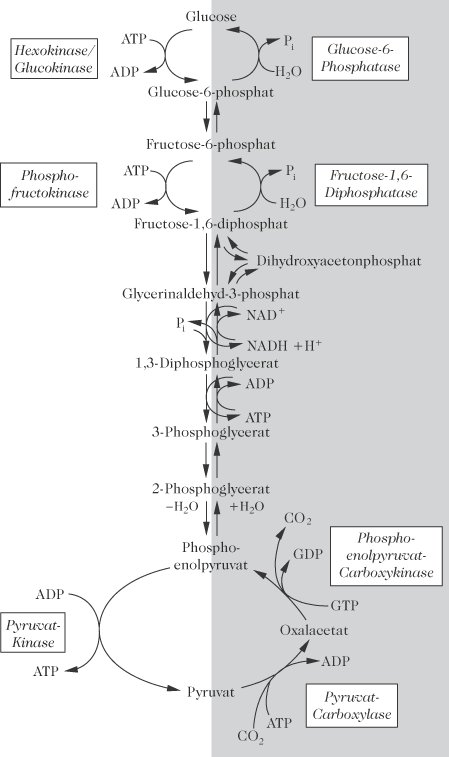 Glucose
ATP
P_i
Hexokinase/
Glucokinase
Glucose-6-
Phosphatase
ADP
H₂O
Glucose-6-phosphat
Fructose-6-phosphat
ATP
P_i
Phospho-
fructokinase
Fructose-1,6-
Diphosphatase
ADP
H₂O
Fructose-1,6-diphosphat
Dihydroxyacetonphosphat
Glycerinaldehyd-3-phosphat
NAD⁺
P_i
NADH +H⁺
1,3-Diphosphoglycerat
ADP
ATP
3-Phosphoglycerat
2-Phosphoglycerat
−H₂O
+H₂O
CO₂
Phospho-
enolpyruvat
GDP
Phospho-
enolpyruvat-
Carboxykinase
ADP
GTP
Pyruvat-
Kinase
Oxalacetat
ATP
ADP
Pyruvat
Pyruvat-
Carboxylase
ATP
CO₂